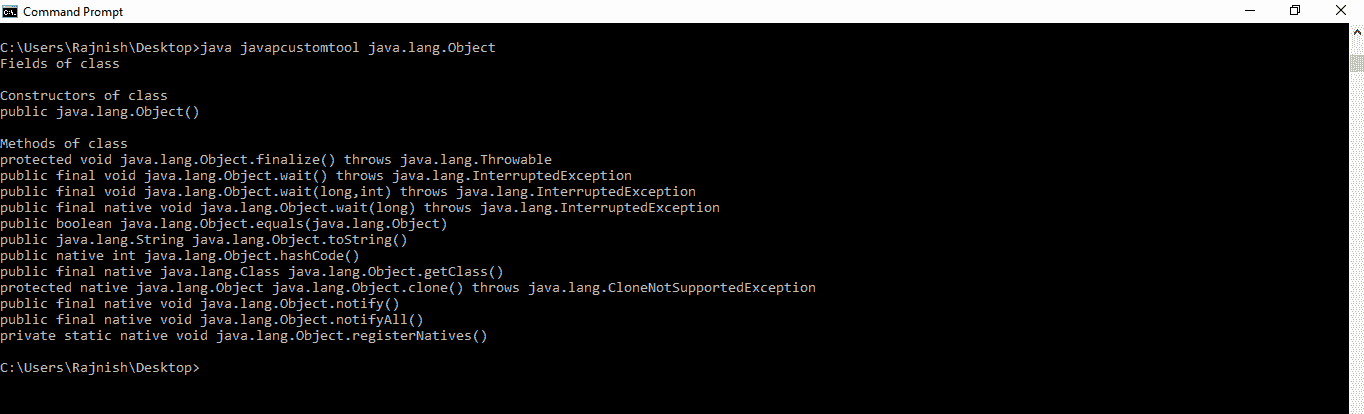 Command Prompt
C:\Users\Rajnish\Desktop>java javapcustomtool java.lang.Object
Fields of class
Constructors of class
public java.lang.Object()
Methods of class
protected void java.lang.Object.finalize() throws java.lang.Throwable
public final void java.lang.Object.wait() throws java.lang.InterruptedException
public final void java.lang.Object.wait(long,int) throws java.lang.InterruptedException
public final native void java.lang.Object.wait(long) throws java.lang.InterruptedException
public boolean java.lang.Object.equals(java.lang.Object)
public java.lang.String java.lang.Object.toString()
public native int java.lang.Object.hashCode()
public final native java.lang.Class java.lang.Object.getClass()
protected native java.lang.Object java.lang.Object.clone() throws java.lang.CloneNotSupportedException
public final native void java.lang.Object.notify()
public final native void java.lang.Object.notifyAll()
private static native void java.lang.Object.registerNatives()
C:\Users\Rajnish\Desktop>